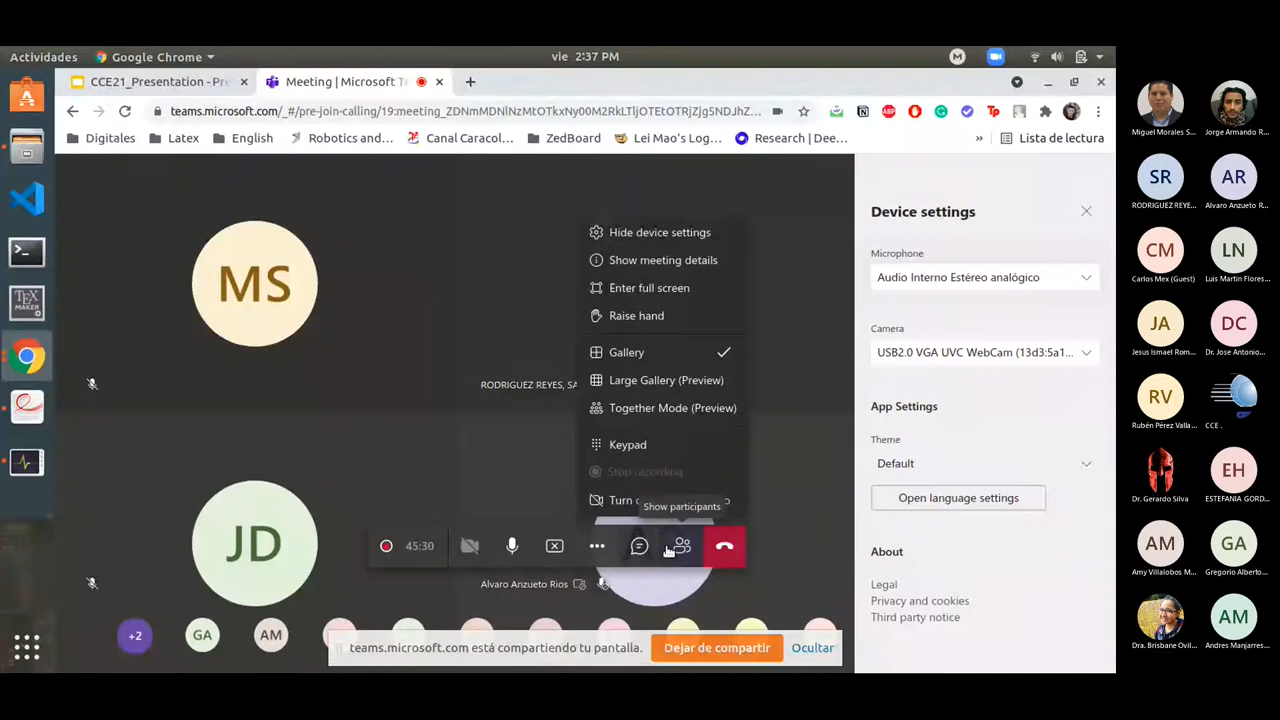 Actividades
Google Chrome
vie 2:37 PM
M
CCE21_Presentation - Pre
Meeting | Microsoft Te
teams.microsoft.com/_#/pre-join-calling/19:meeting_ZDhmMDNlNzMtOTkxNy00M2RkLTljOTEtOTRjZjg5NDJhZ...
Digitales
Latex
English
Robotics and...
Canal Caracol...
ZedBoard
Lei Mao's Log...
Research | Dee...
»
Lista de lectura
MS
RODRIGUEZ REYES, SA
JD
Alvaro Anzueto Rios
Hide device settings
Show meeting details
Enter full screen
Raise hand
Gallery
Large Gallery (Preview)
Together Mode (Preview)
Keypad
Stop recording
Turn
Show participants
45:30
+2
GA
AM
teams.microsoft.com está compartiendo tu pantalla.
Dejar de compartir
Ocultar
Device settings
Microphone
Audio Interno Estéreo analógico
Camera
USB2.0 VGA UVC WebCam (13d3:5a1...
App Settings
Theme
Default
Open language settings
About
Legal
Privacy and cookies
Third party notice
Miguel Morales S...
Jorge Armando R...
SR
RODRIGUEZ REYE...
AR
Alvaro Anzueto R...
CM
Carlos Mex (Guest)
LN
Luis Martin Flores...
JA
Jesus Ismael Rom...
DC
Dr. Jose Antonio...
RV
Rubén Pérez Valla...
CCE .
Dr. Gerardo Silva
EH
ESTEFANIA GORD...
AM
Amy Villalobos M...
GA
Gregorio Alberto...
Dra. Brisbane Ovil...
AM
Andres Manjarres...